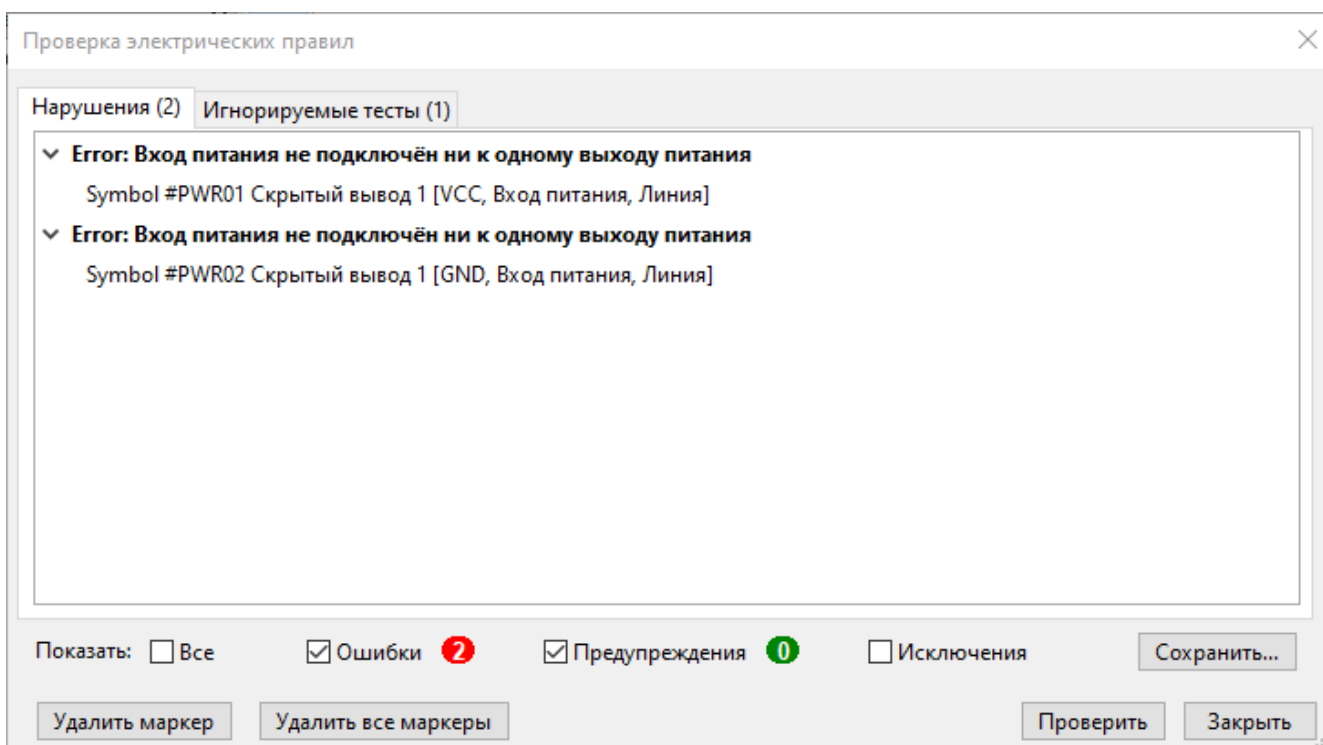 Проверка электрических правил
Нарушения (2) Игнорируемые тесты (1)
Error: Вход питания не подключён ни к одному выходу питания
Symbol #PWR01 Скрытый вывод 1 [VCC, Вход питания, Линия]
Error: Вход питания не подключён ни к одному выходу питания
Symbol #PWR02 Скрытый вывод 1 [GND, Вход питания, Линия]
Показать: Все Ошибки 2 Предупреждения 0 Исключения Сохранить...
Удалить маркер Удалить все маркеры Проверить Закрыть